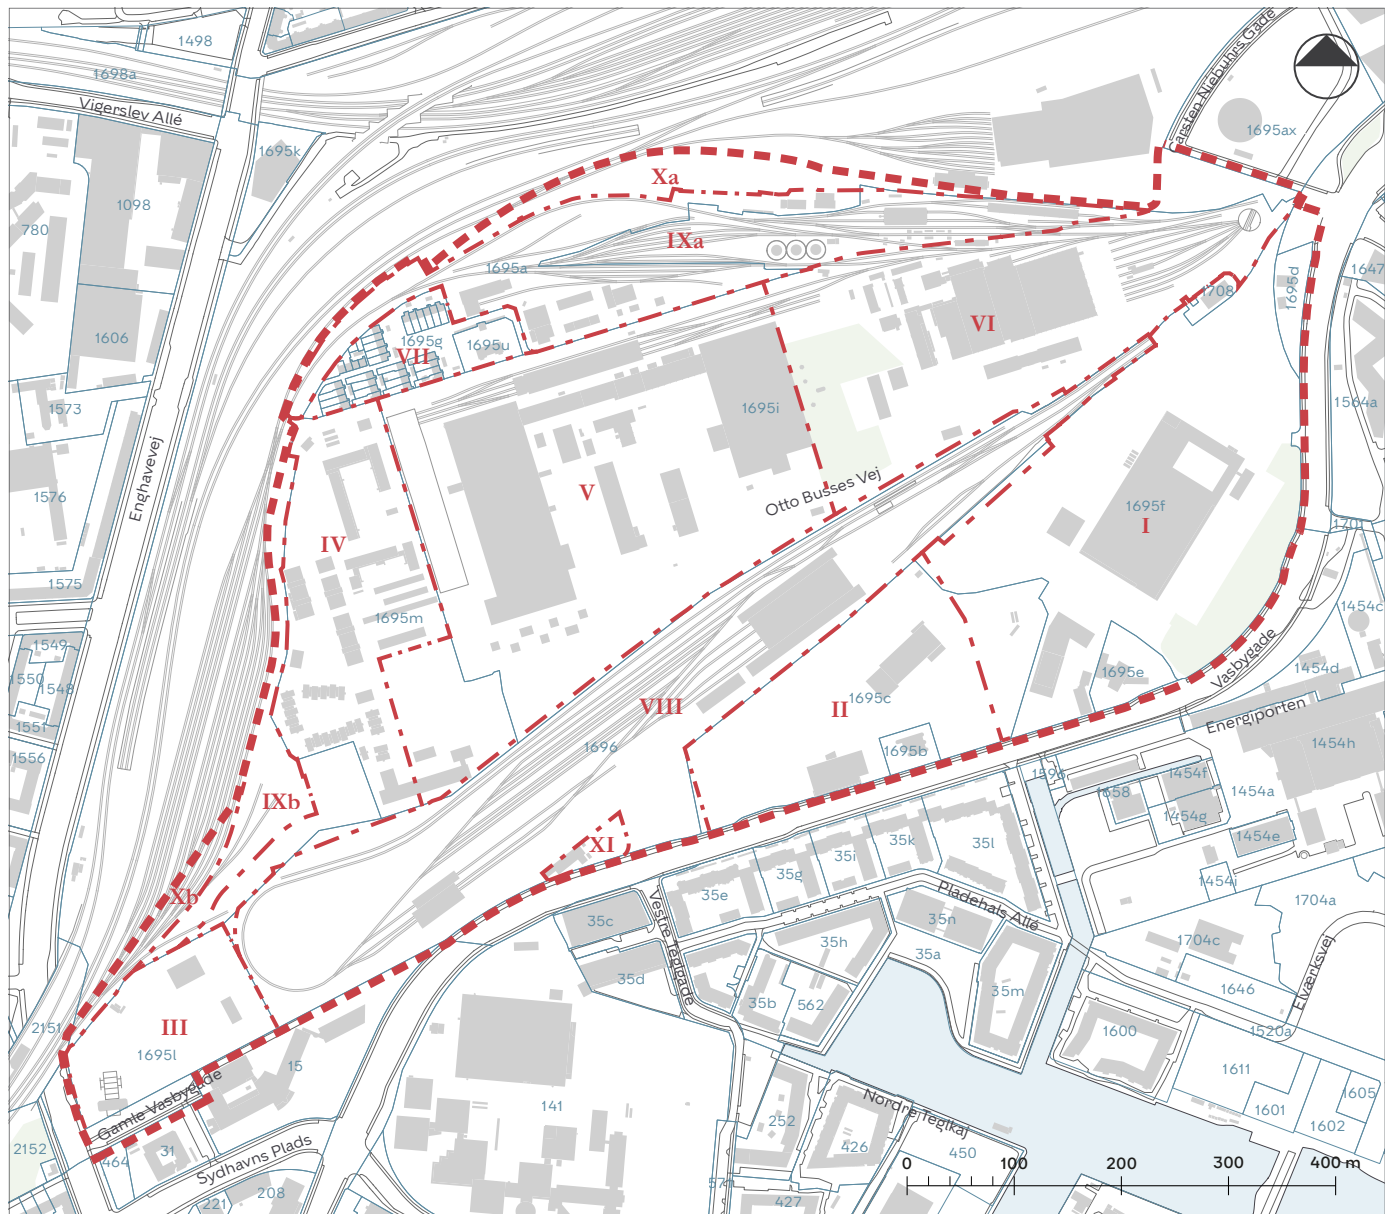 1498
1698a
Vigerslev Allé
1695k
Carsten Niebuhrs Gade
1695ax
1098
780
Xa
IXa
1695a
1647
1695d
1708
1606
1695g
VII
1695u
VI
1573
1695i
1564a
Enghavevej
1576
V
Otto Busses Vej
1695f
I
1701
IV
1575
1695m
1454c
1549
1550
1548
1551
1695e
Vasbygade
1454d
Energiporten
VIII
1695c
II
1696
1695b
1454h
1556
1596
1658
1454f
1454a
1454g
1454e
IXb
XI
35k
35i
35l
35g
35e
1454i
Xb
Pladehals Allé
1704a
Vestre Teglgade
35c
35n
35h
35a
1704c
35d
35m
35b
562
1646
Elværksvej
1520a
2151
III
1695l
15
1600
1611
1605
1601
1602
Gamle Vasbygade
141
252
Nordre Teglkaj
426
450
2152
464
31
Sydhavns Plads
208
221
571
427
0 100 200 300 400 m